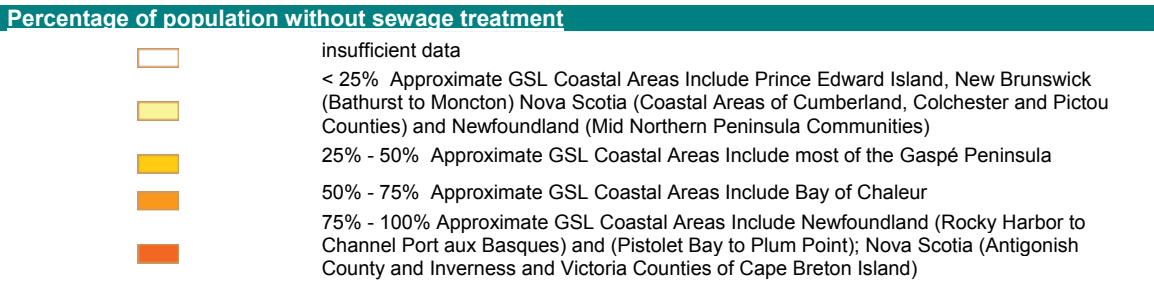 Percentage of population without sewage treatment
insufficient data
< 25% Approximate GSL Coastal Areas Include Prince Edward Island, New Brunswick
(Bathurst to Moncton) Nova Scotia (Coastal Areas of Cumberland, Colchester and Pictou
Counties) and Newfoundland (Mid Northern Peninsula Communities)
25% - 50% Approximate GSL Coastal Areas Include most of the Gaspé Peninsula
50% - 75% Approximate GSL Coastal Areas Include Bay of Chaleur
75% - 100% Approximate GSL Coastal Areas Include Newfoundland (Rocky Harbor to
Channel Port aux Basques) and (Pistolet Bay to Plum Point); Nova Scotia (Antigonish
County and Inverness and Victoria Counties of Cape Breton Island)